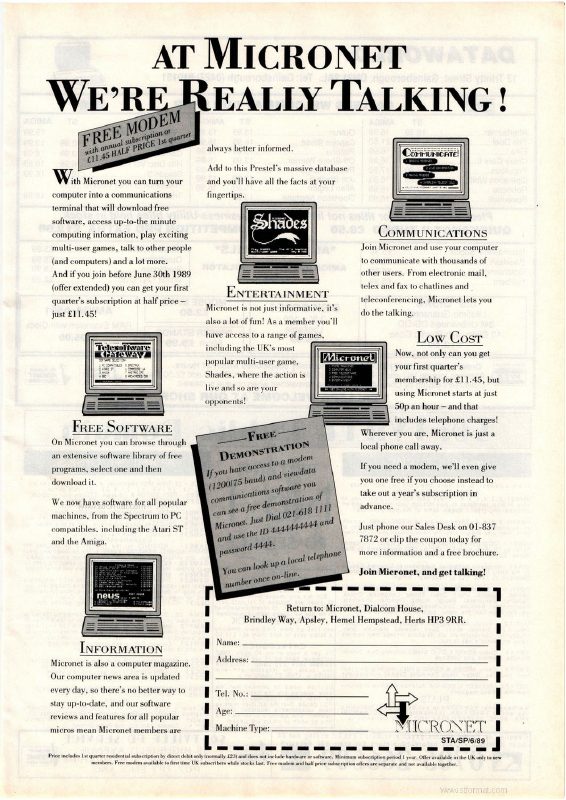 AT MICRONET
WE'RE REALLY TALKING!
FREE MODEM
with annual subscription or
£11.45 HALF PRICE 1st quarter
With Micronet you can turn your
computer into a communications
terminal that will download free
software, access up-to-the minute
computing information, play exciting
multi-user games, talk to other people
(and computers) and a lot more.
And if you join before June 30th 1989
(offer extended) you can get your first
quarter's subscription at half price –
just £11.45!
Telesoftware
Gateway
FREE SOFTWARE
On Micronet you can browse through
an extensive software library of free
programs, select one and then
download it.
We now have software for all popular
machines, from the Spectrum to PC
compatibles, including the Atari ST
and the Amiga.
news
INFORMATION
Micronet is also a computer magazine.
Our computer news area is updated
every day, so there's no better way to
stay up-to-date, and our software
reviews and features for all popular
micros mean Micronet members are
always better informed.
Add to this Prestel's massive database
and you'll have all the facts at your
fingertips.
Shades
ENTERTAINMENT
Micronet is not just informative, it's
also a lot of fun! As a member you'll
have access to a range of games,
including the UK's most
popular multi-user game,
Shades, where the action is
live and so are your
opponents!
FREE
DEMONSTRATION
If you have access to a modem
(1200/75 baud) and viewdata
communications software you
can see a free demonstration of
Micronet. Just Dial 021-618 1111
and use the ID 4444444444 and
password 4444.
You can look up a local telephone
number once on-line.
COMMUNICATE!
COMMUNICATIONS
Join Micronet and use your computer
to communicate with thousands of
other users. From electronic mail,
telex and fax to chatlines and
teleconferencing, Micronet lets you
do the talking.
Micronet
LOW COST
Now, not only can you get
your first quarter's
membership for £11.45, but
using Micronet starts at just
50p an hour – and that
includes telephone charges!
Wherever you are, Micronet is just a
local phone call away.
If you need a modem, we'll even give
you one free if you choose instead to
take out a year's subscription in
advance.
Just phone our Sales Desk on 01-837
7872 or clip the coupon today for
more information and a free brochure.
Join Micronet, and get talking!
Return to: Micronet, Dialcom House,
Brindley Way, Apsley, Hemel Hempstead, Herts HP3 9RR.
Name:
Address:
Tel. No.:
Age:
Machine Type:
MICRONET
STA/SP/6/89
Price includes 1st quarter residential subscription by direct debit only (normally £23) and does not include hardware or software. Minimum subscription period 1 year. Offer available in the UK only to new
members. Free modem available to first time UK subscribers while stocks last. Free modem and half price subscription offers are separate and not available together.
www.stformat.com